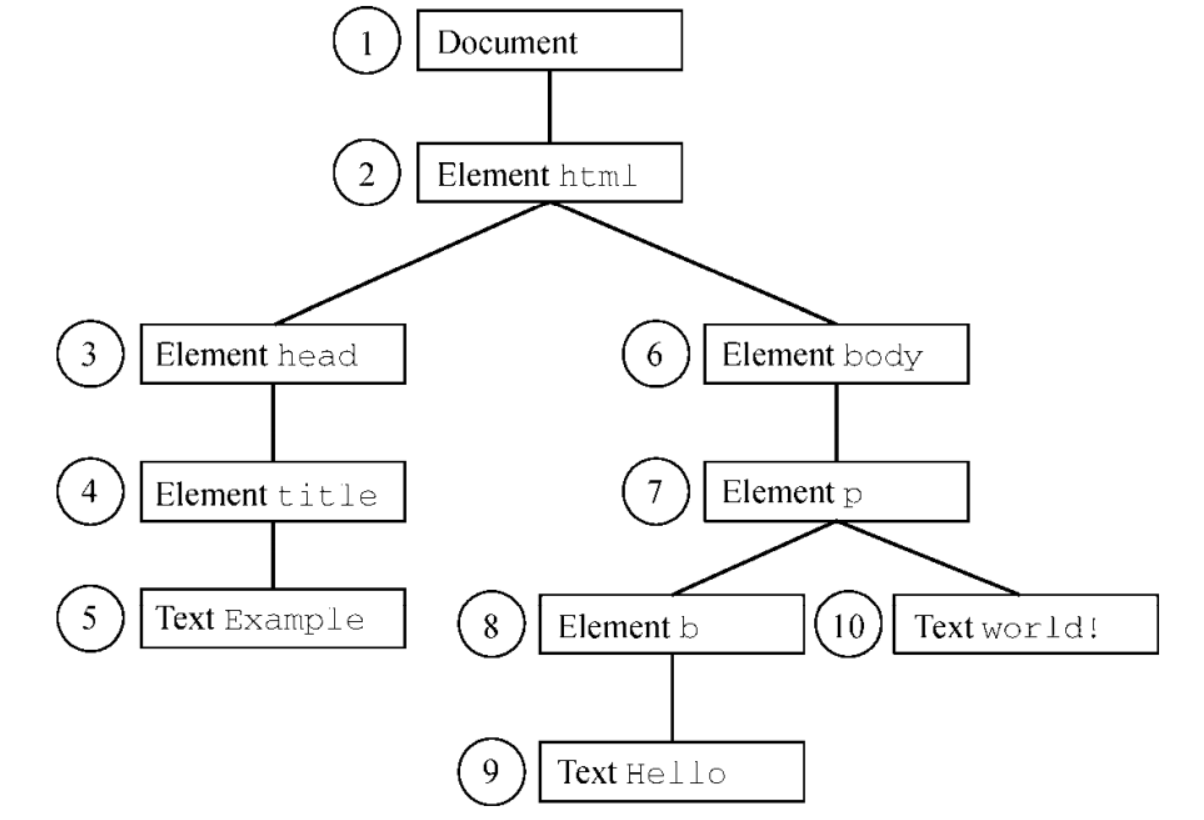 1 Document
2 Element html
3 Element head
6 Element body
4 Element title
7 Element p
5 Text Example
8 Element b
10 Text world!
9 Text Hello